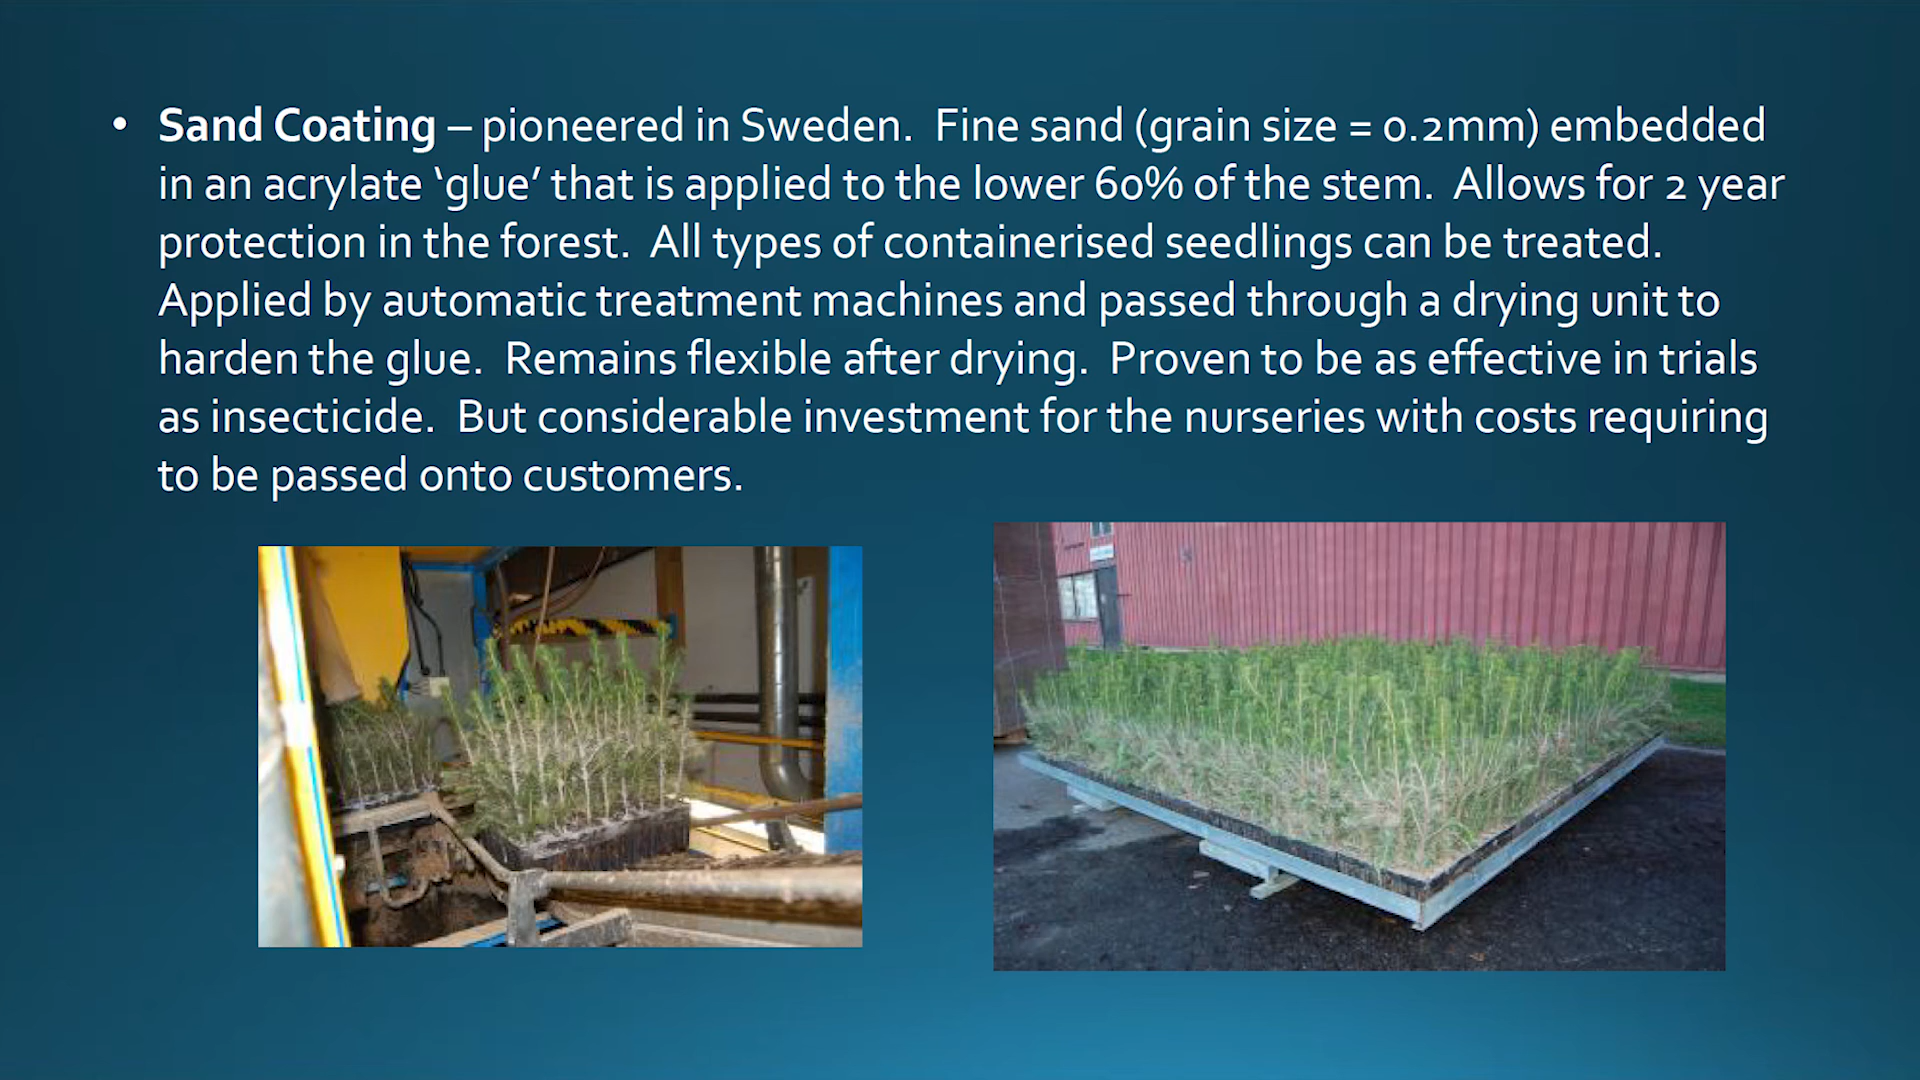 • Sand Coating – pioneered in Sweden.  Fine sand (grain size = 0.2mm) embedded
in an acrylate ‘glue’ that is applied to the lower 60% of the stem.  Allows for 2 year
protection in the forest.  All types of containerised seedlings can be treated.
Applied by automatic treatment machines and passed through a drying unit to
harden the glue.  Remains flexible after drying.  Proven to be as effective in trials
as insecticide.  But considerable investment for the nurseries with costs requiring
to be passed onto customers.